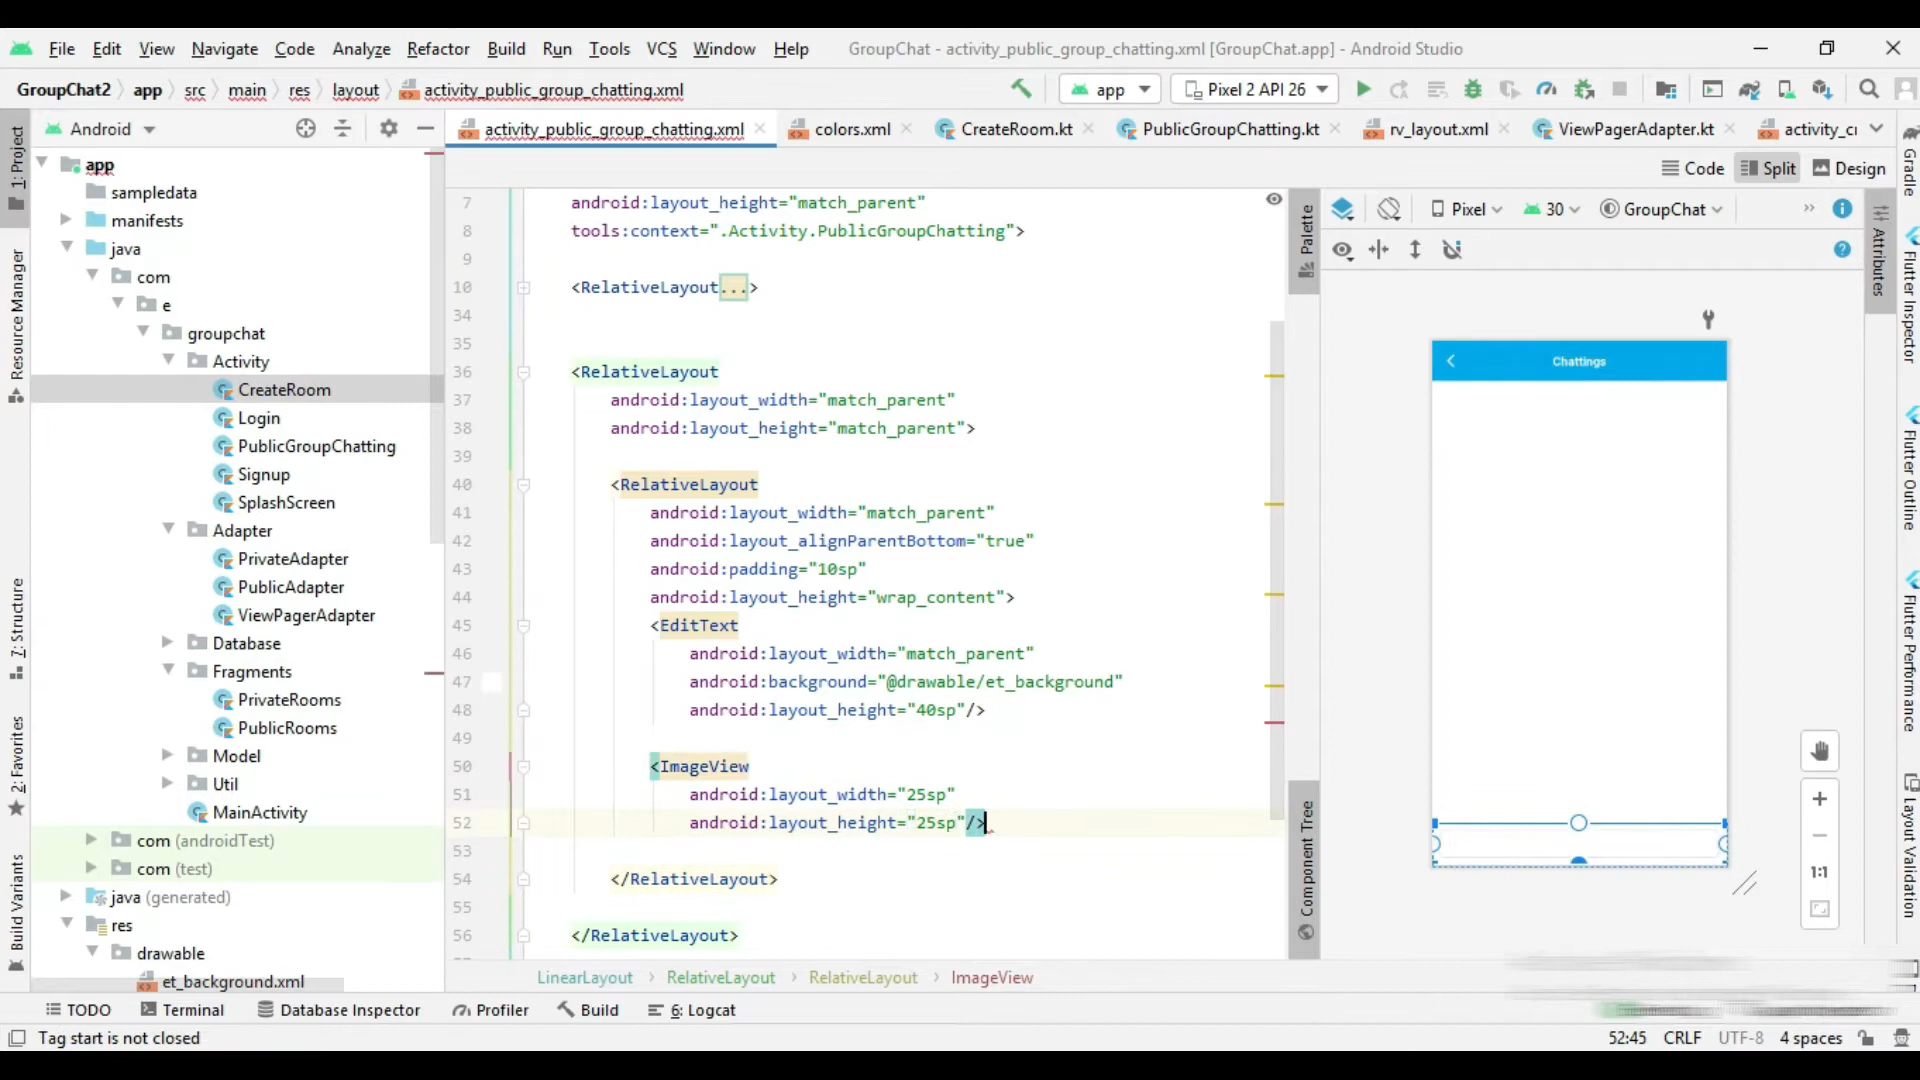 File Edit View Navigate Code Analyze Refactor Build Run Tools VCS Window Help GroupChat - activity_public_group_chatting.xml [GroupChat.app] - Android Studio
GroupChat2 app src main res layout activity_public_group_chatting.xml app Pixel 2 API 26
Android activity_public_group_chatting.xml colors.xml CreateRoom.kt PublicGroupChatting.kt rv_layout.xml ViewPagerAdapter.kt activity_cr
Code Split Design
1: Project
Resource Manager
7: Structure
2: Favorites
Build Variants
app
sampledata
manifests
java
com
e
groupchat
Activity
CreateRoom
Login
PublicGroupChatting
Signup
SplashScreen
Adapter
PrivateAdapter
PublicAdapter
ViewPagerAdapter
Database
Fragments
PrivateRooms
PublicRooms
Model
Util
MainActivity
com (androidTest)
com (test)
java (generated)
res
drawable
et_background.xml
7 android:layout_height="match_parent"
8 tools:context=".Activity.PublicGroupChatting">
9
10 <RelativeLayout...>
34
35
36 <RelativeLayout
37 android:layout_width="match_parent"
38 android:layout_height="match_parent">
39
40 <RelativeLayout
41 android:layout_width="match_parent"
42 android:layout_alignParentBottom="true"
43 android:padding="10sp"
44 android:layout_height="wrap_content">
45 <EditText
46 android:layout_width="match_parent"
47 android:background="@drawable/et_background"
48 android:layout_height="40sp"/>
49
50 <ImageView
51 android:layout_width="25sp"
52 android:layout_height="25sp"/>
53
54 </RelativeLayout>
55
56 </RelativeLayout>
LinearLayout RelativeLayout RelativeLayout ImageView
Palette
Component Tree
Pixel 30 GroupChat
Chattings
1:1
Attributes
Gradle
Flutter Inspector
Flutter Outline
Flutter Performance
Layout Validation
TODO Terminal Database Inspector Profiler Build 6: Logcat
Tag start is not closed 52:45 CRLF UTF-8 4 spaces